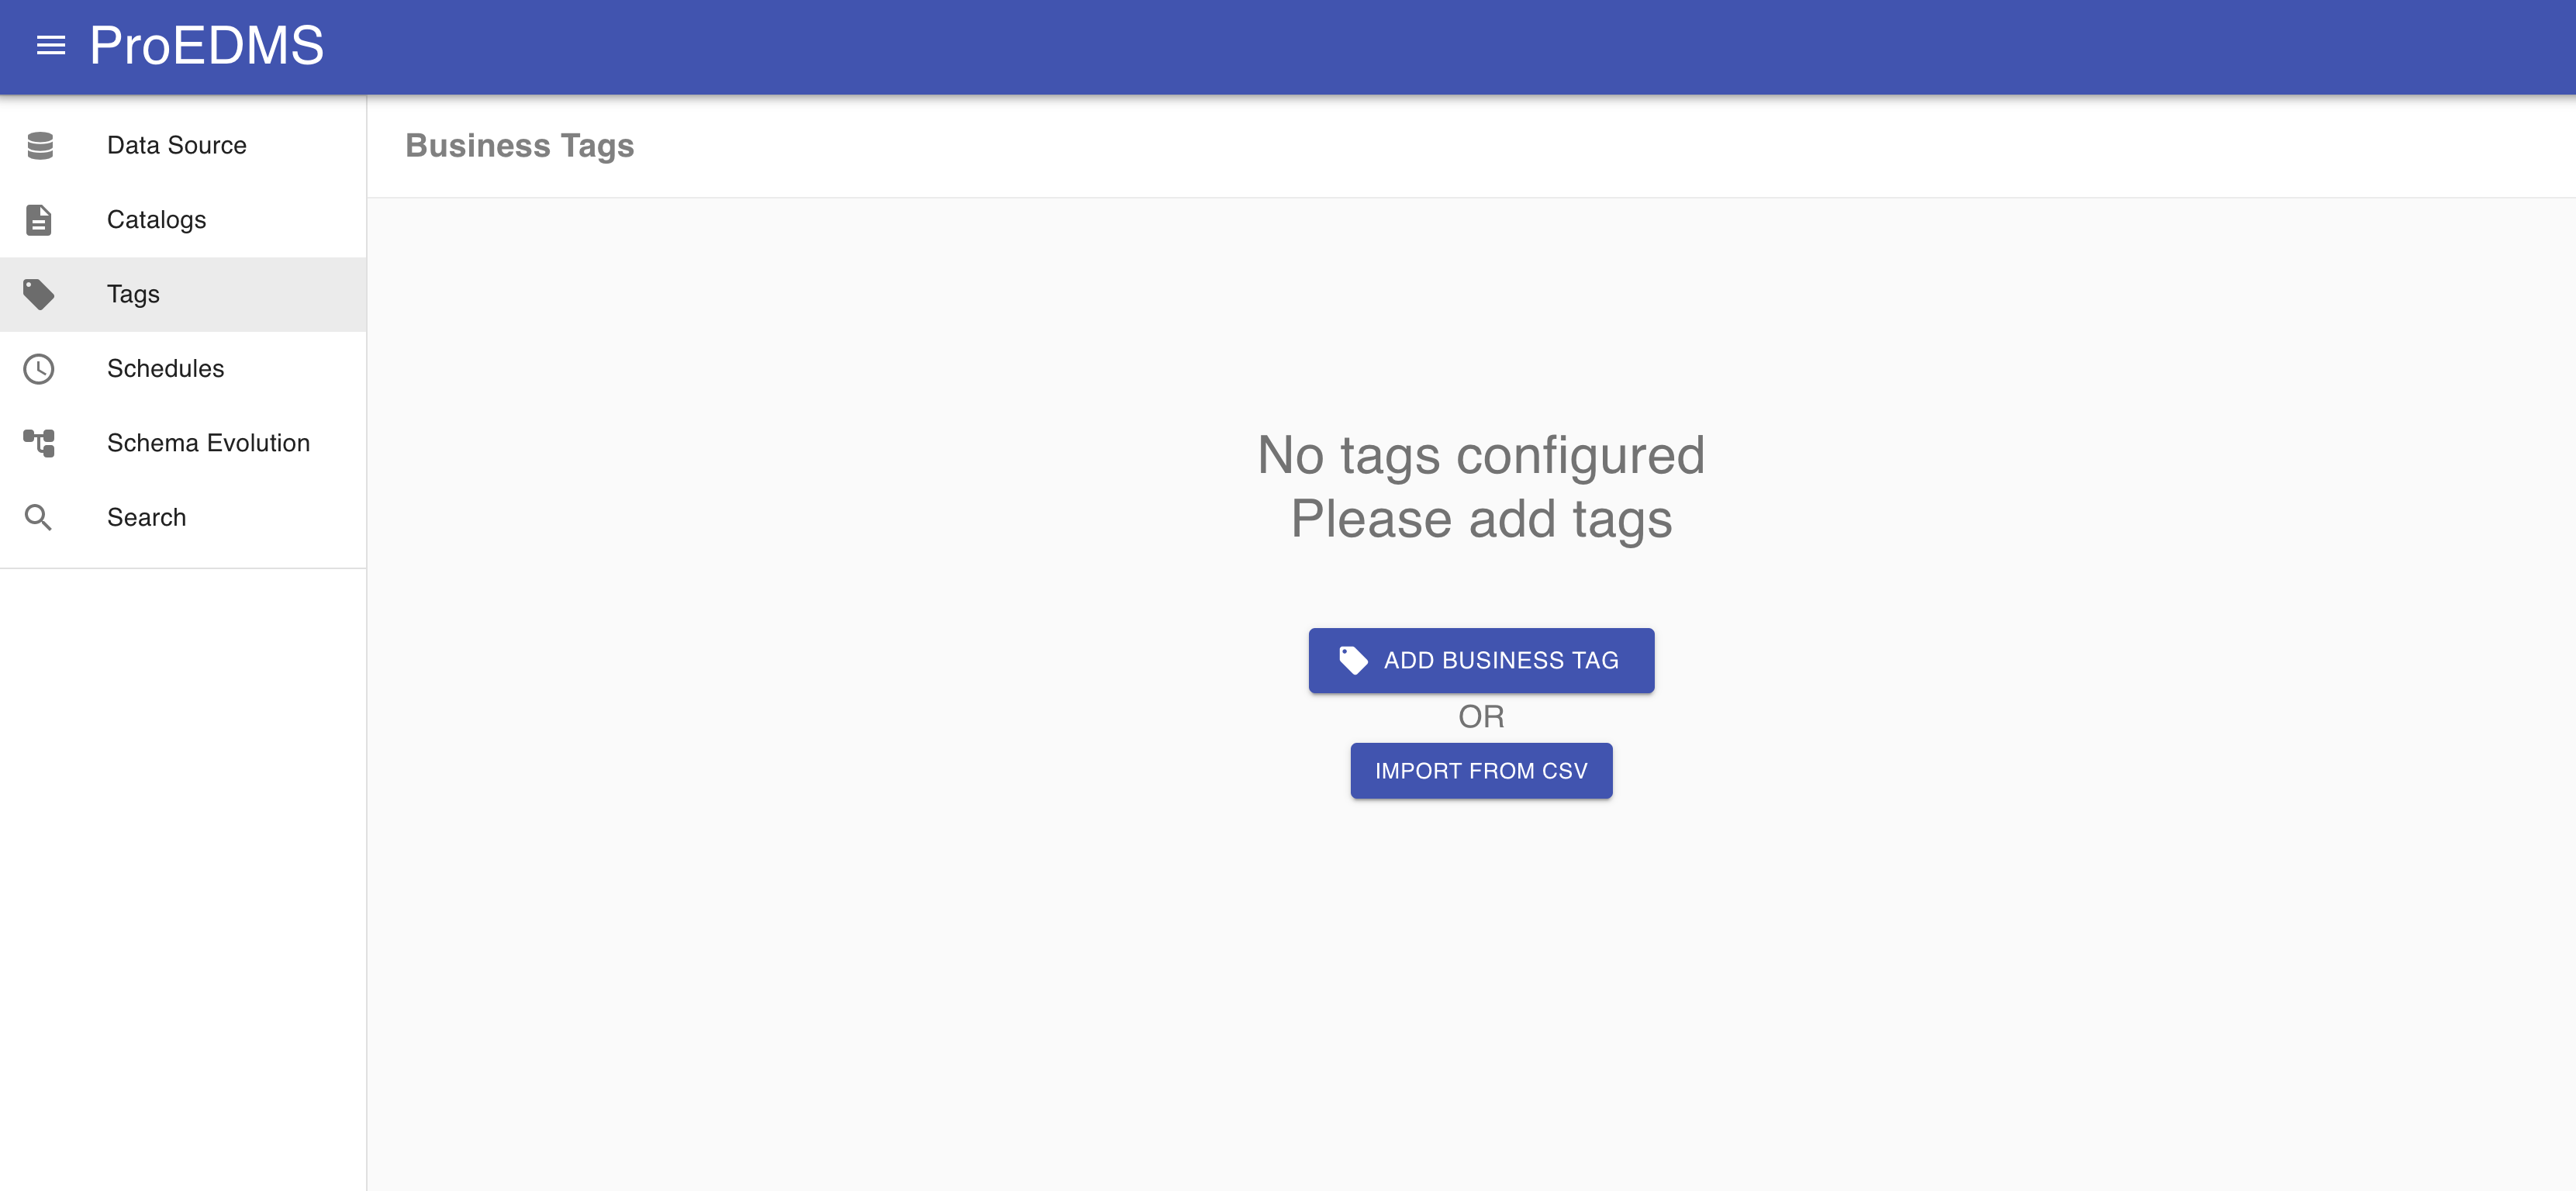 ProEDMS
Data Source
Catalogs
Tags
Schedules
Schema Evolution
Search
Business Tags
No tags configured
Please add tags
ADD BUSINESS TAG
OR
IMPORT FROM CSV